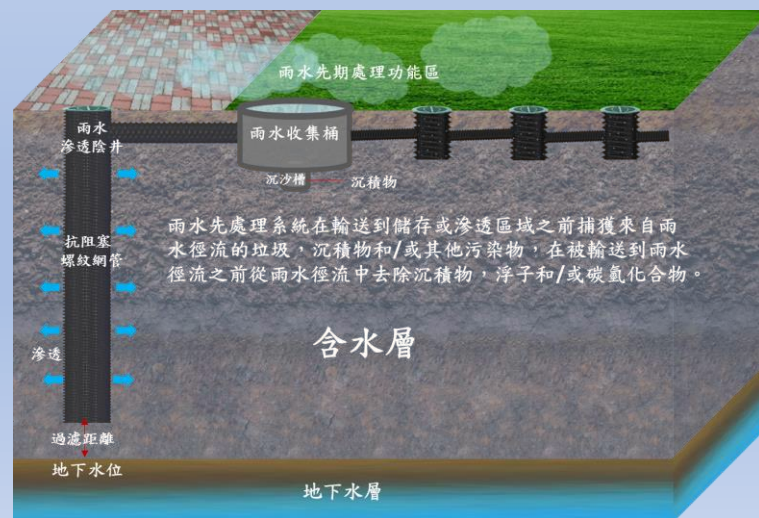 雨水先期處理功能區
雨水
滲透陰井
雨水收集桶
沉沙槽
沉積物
雨水先處理系統在輸送到儲存或滲透區域之前捕獲來自雨
水徑流的垃圾，沉積物和/或其他污染物，在被輸送到雨水
徑流之前從雨水徑流中去除沉積物，浮子和/或碳氫化合物。
抗阻塞
螺紋網管
含水層
滲透
過濾距離
地下水位
地下水層